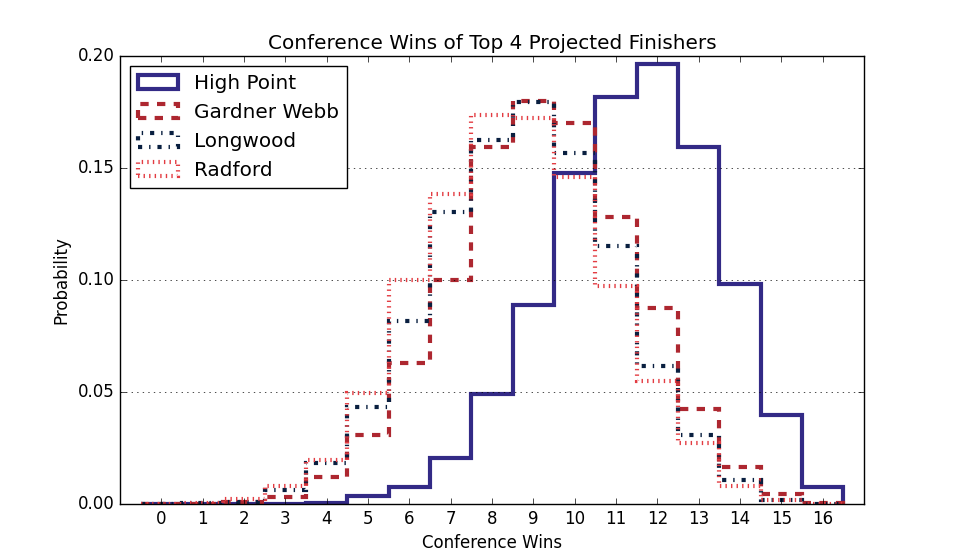 Conference Wins of Top 4 Projected Finishers
High Point
Gardner Webb
Longwood
Radford
0.20
0.15
0.10
0.05
0.00
Probability
0 1 2 3 4 5 6 7 8 9 10 11 12 13 14 15 16
Conference Wins